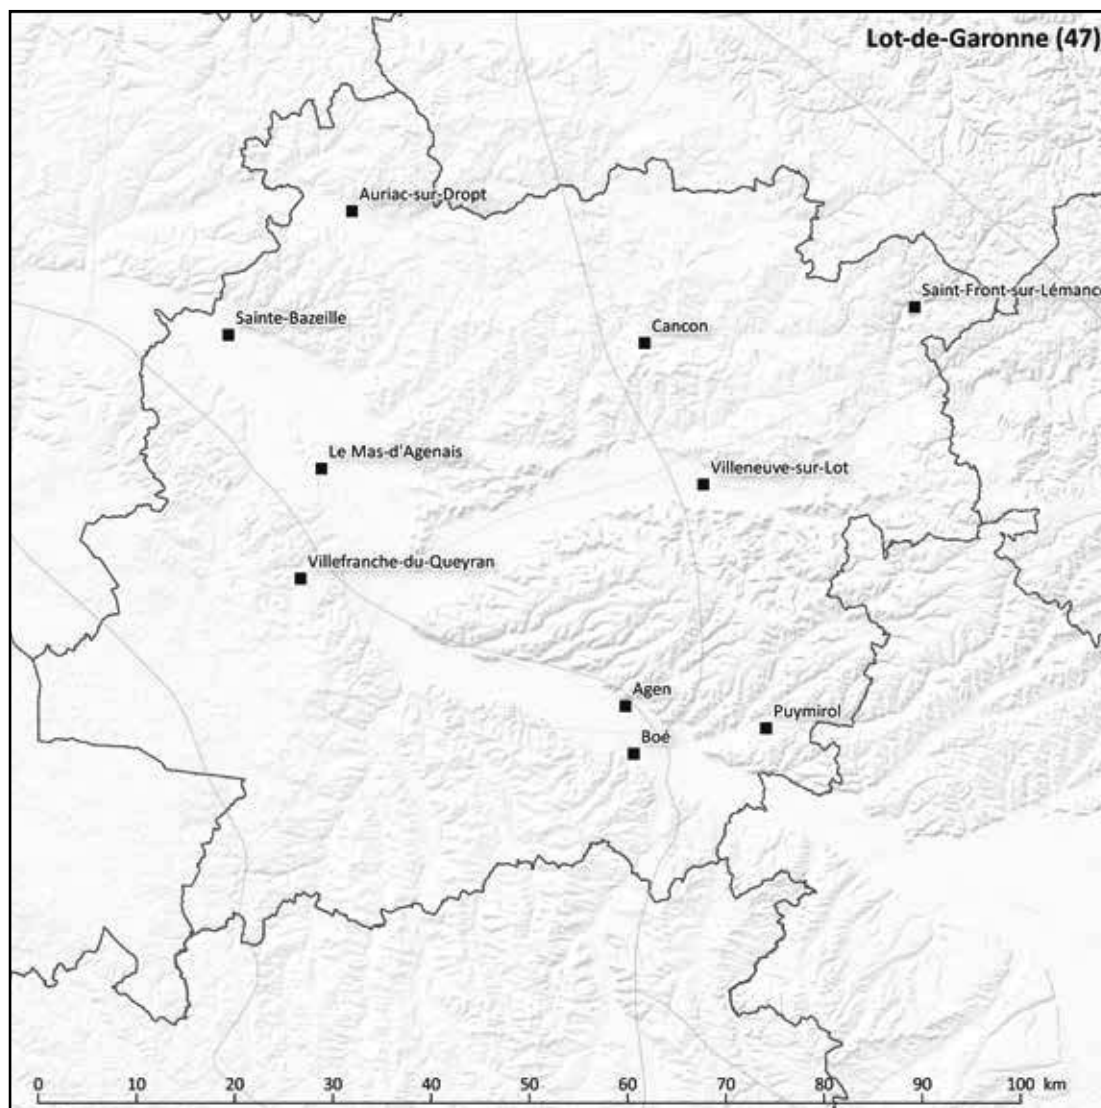 Lot-de-Garonne (47)
Auriac-sur-Dropt
Saint-Front-sur-Lémance
Sainte-Bazeille
Cancon
Le Mas-d'Agenais
Villeneuve-sur-Lot
Villefranche-du-Queyran
Agen
Puymirol
Boé
0 10 20 30 40 50 60 70 80 90 100 km